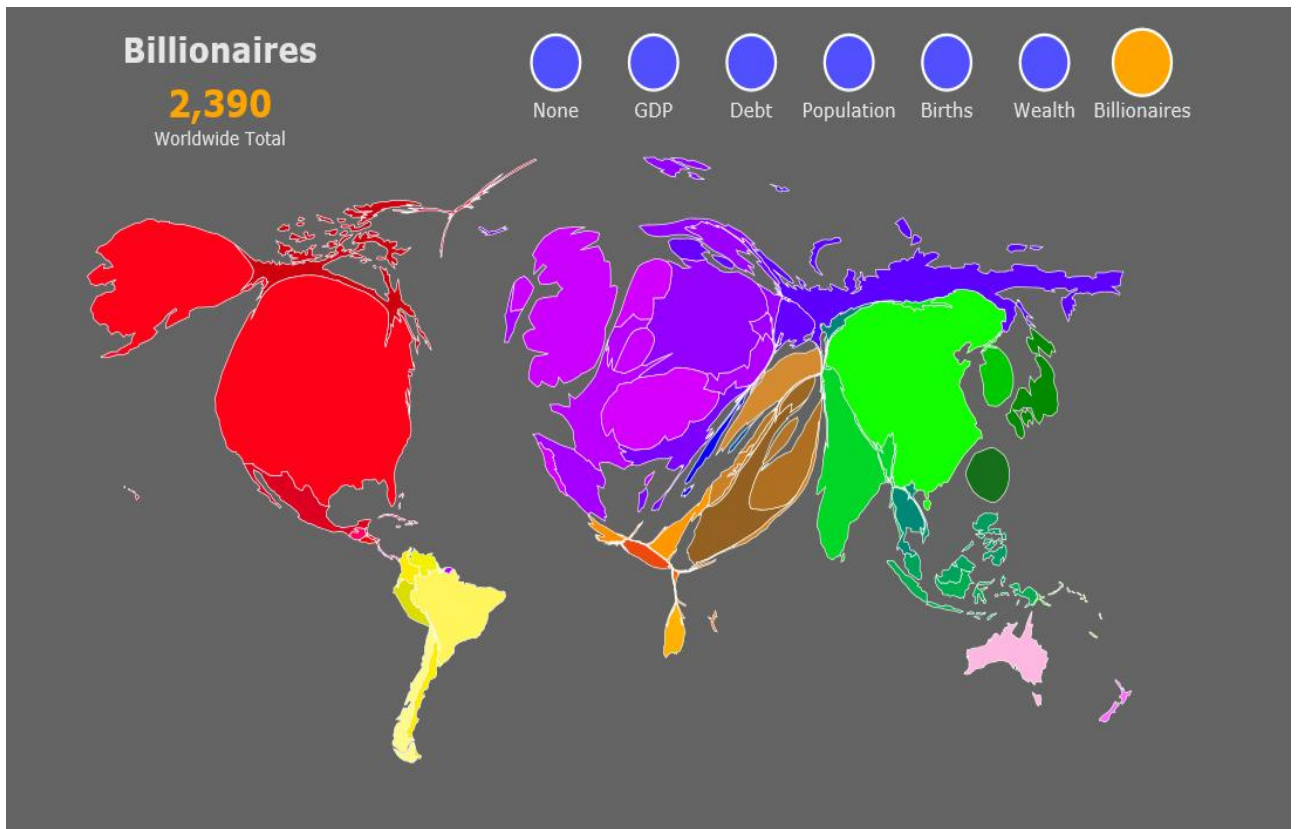 Billionaires
2,390
Worldwide Total
None
GDP
Debt
Population
Births
Wealth
Billionaires